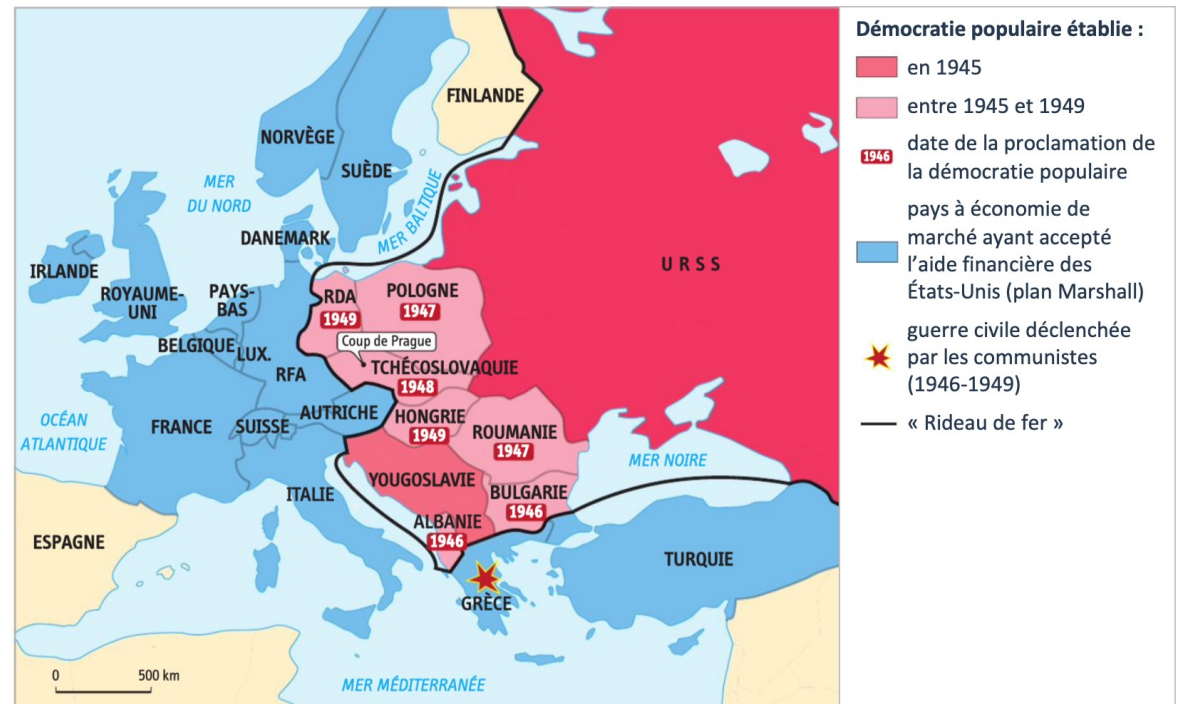 FINLANDE
NORVÈGE
SUÈDE
MER
DU NORD
MER BALTIQUE
DANEMARK
URSS
IRLANDE
ROYAUME-
UNI
PAYS-
BAS
RDA
1949
POLOGNE
1947
BELGIQUE
LUX.
Coup de Prague
RFA
TCHÉCOSLOVAQUIE
1948
OCÉAN
ATLANTIQUE
FRANCE
SUISSE
AUTRICHE
HONGRIE
1949
ROUMANIE
1947
MER NOIRE
ITALIE
YOUGOSLAVIE
BULGARIE
1946
ALBANIE
1946
ESPAGNE
TURQUIE
GRÈCE
0 500 km
MER MÉDITERRANÉE
Démocratie populaire établie :
en 1945
entre 1945 et 1949
1946
date de la proclamation de
la démocratie populaire
pays à économie de
marché ayant accepté
l’aide financière des
États-Unis (plan Marshall)
guerre civile déclenchée
par les communistes
(1946-1949)
« Rideau de fer »